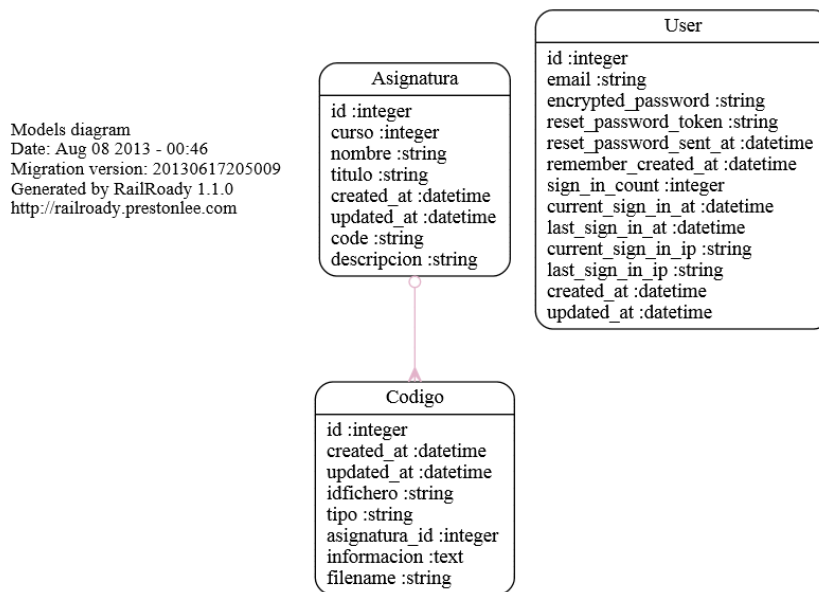 Models diagram
Date: Aug 08 2013 - 00:46
Migration version: 20130617205009
Generated by RailRoady 1.1.0
http://railroady.prestonlee.com
Asignatura
id :integer
curso :integer
nombre :string
titulo :string
created_at :datetime
updated_at :datetime
code :string
descripcion :string
User
id :integer
email :string
encrypted_password :string
reset_password_token :string
reset_password_sent_at :datetime
remember_created_at :datetime
sign_in_count :integer
current_sign_in_at :datetime
last_sign_in_at :datetime
current_sign_in_ip :string
last_sign_in_ip :string
created_at :datetime
updated_at :datetime
Codigo
id :integer
created_at :datetime
updated_at :datetime
idfichero :string
tipo :string
asignatura_id :integer
informacion :text
filename :string